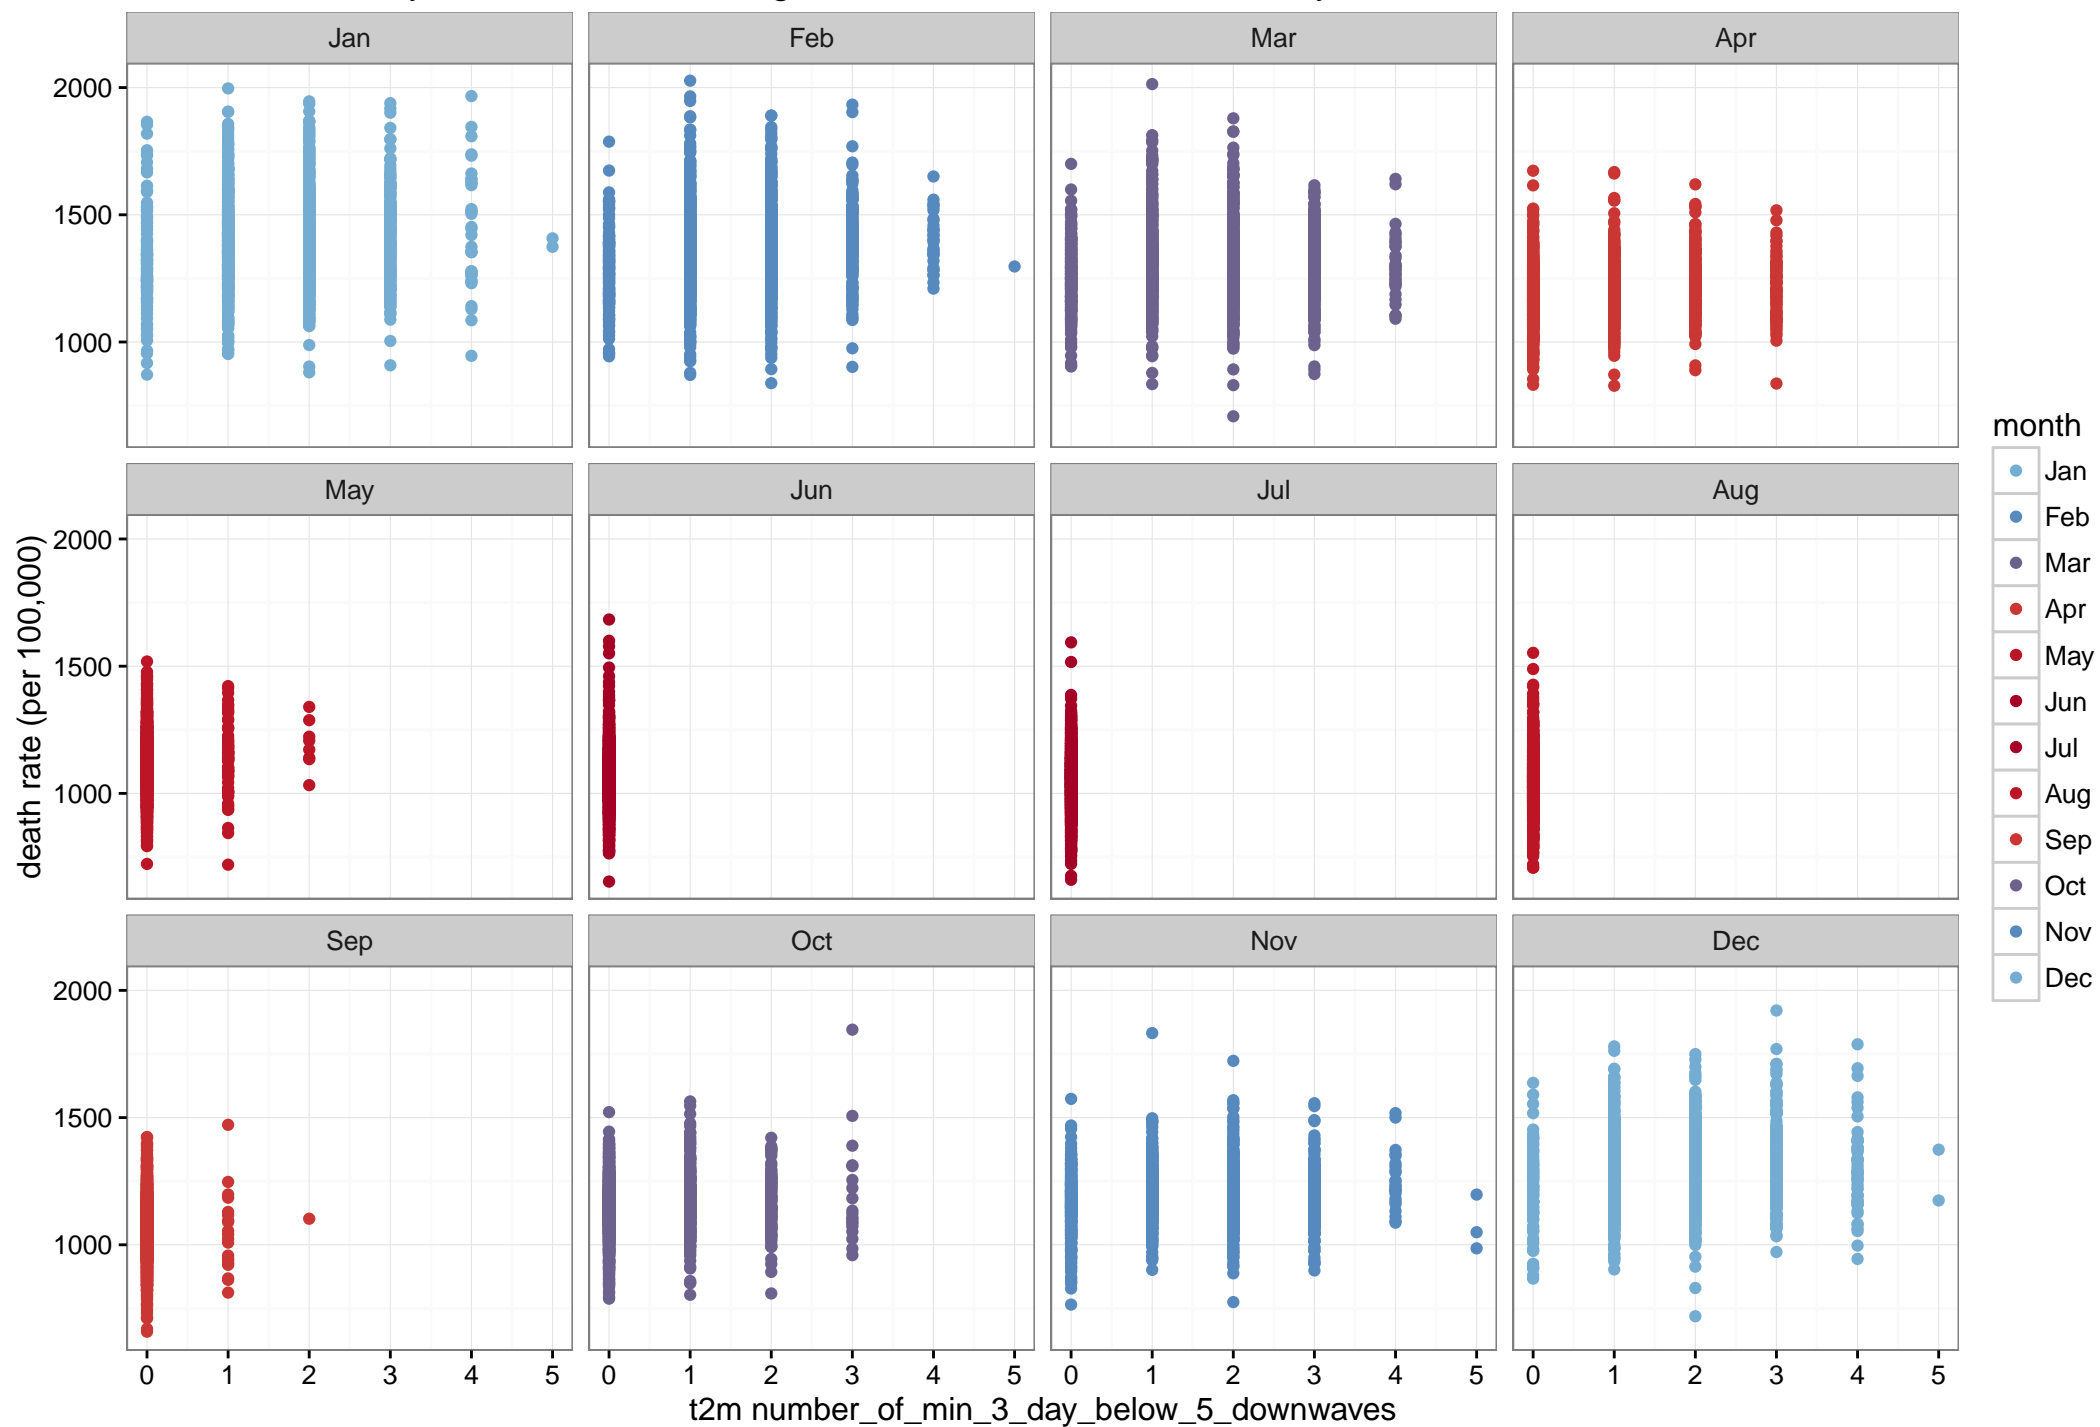 Jan Feb Mar Apr
2000
1500
1000
May Jun Jul Aug
2000
1500
1000
Sep Oct Nov Dec
2000
1500
1000
0 1 2 3 4 5 0 1 2 3 4 5 0 1 2 3 4 5 0 1 2 3 4 5
t2m number_of_min_3_day_below_5_downwaves
death rate (per 100,000)
month
Jan
Feb
Mar
Apr
May
Jun
Jul
Aug
Sep
Oct
Nov
Dec